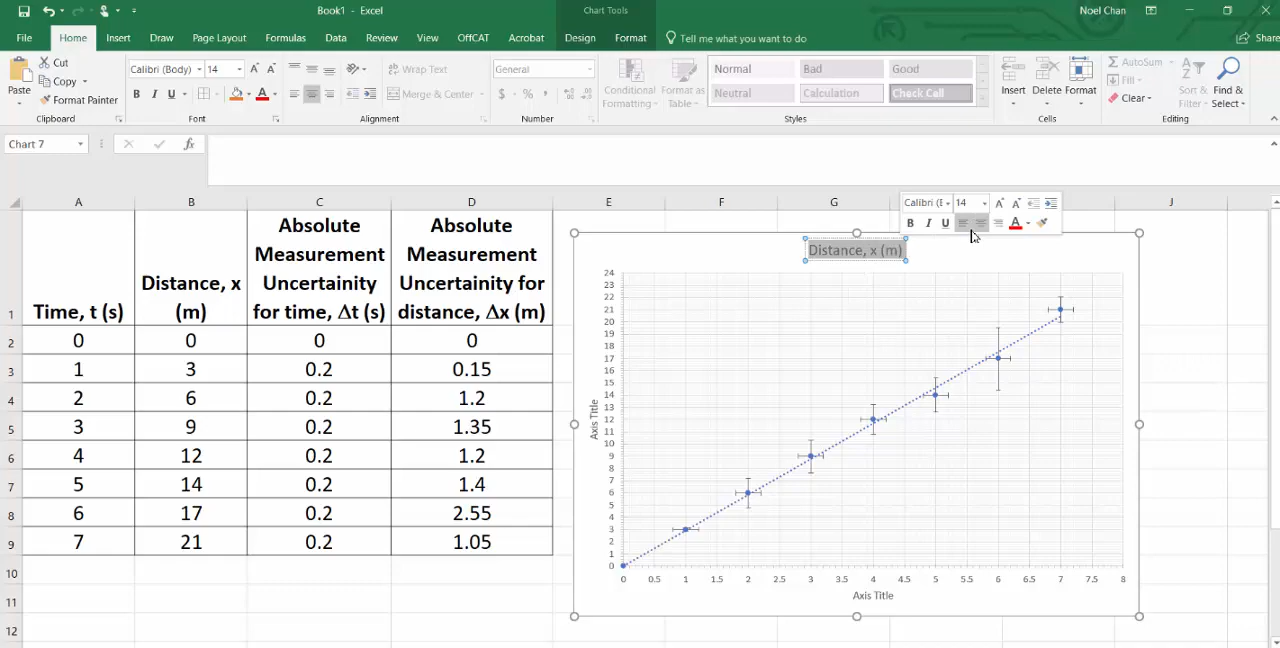 Book1 - Excel
Chart Tools
Noel Chan
File Home Insert Draw Page Layout Formulas Data Review View OffCAT Acrobat Design Format Tell me what you want to do Share
Paste
Cut
Copy
Format Painter
Clipboard
Calibri (Body) 14
B I U
Font
Wrap Text
Merge & Center
Alignment
General
$ % ,
Number
Conditional Formatting
Format as Table
Normal Bad Good
Neutral Calculation Check Cell
Styles
Insert Delete Format
Cells
AutoSum
Fill
Clear
Sort & Filter
Find & Select
Editing
Chart 7
fx
A B C D E F G J
Calibri (E 14
B I U A
1
Time, t (s)
Distance, x
(m)
Absolute
Measurement
Uncertainity
for time, Δt (s)
Absolute
Measurement
Uncertainity for
distance, Δx (m)
2 0 0 0 0
3 1 3 0.2 0.15
4 2 6 0.2 1.2
5 3 9 0.2 1.35
6 4 12 0.2 1.2
7 5 14 0.2 1.4
8 6 17 0.2 2.55
9 7 21 0.2 1.05
10
11
12
Distance, x (m)
24
23
22
21
20
19
18
17
16
15
14
13
12
11
10
9
8
7
6
5
4
3
2
1
0
Axis Title
0 0.5 1 1.5 2 2.5 3 3.5 4 4.5 5 5.5 6 6.5 7 7.5 8
Axis Title